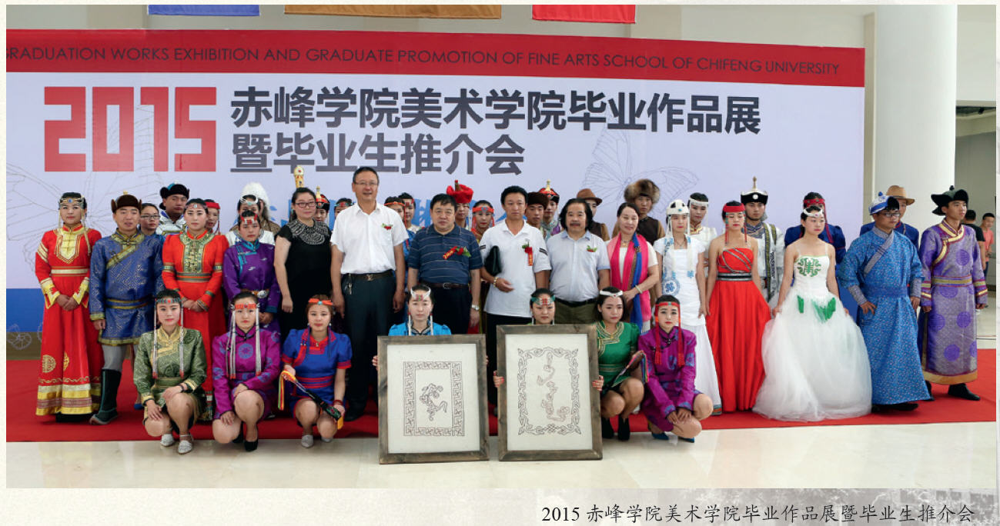 GRADUATION WORKS EXHIBITION AND GRADUATE PROMOTION OF FINE ARTS SCHOOL OF CHIFENG UNIVERSITY
2015 赤峰学院美术学院毕业作品展
暨毕业生推介会
2015 赤峰学院美术学院毕业作品展暨毕业生推介会